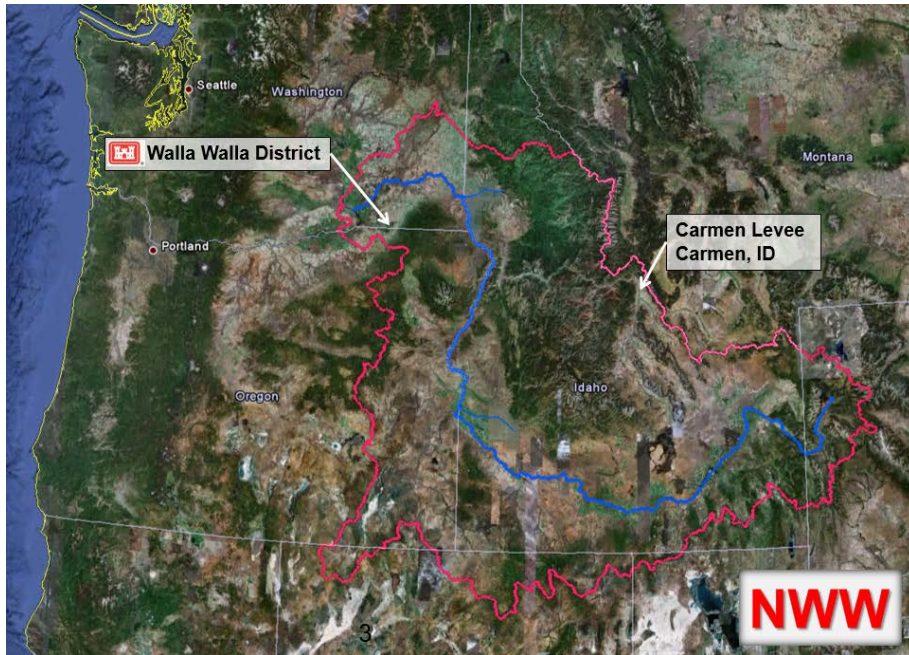 Seattle
Washington
Walla Walla District
Montana
Carmen Levee
Carmen, ID
Portland
Idaho
Oregon
NWW
3